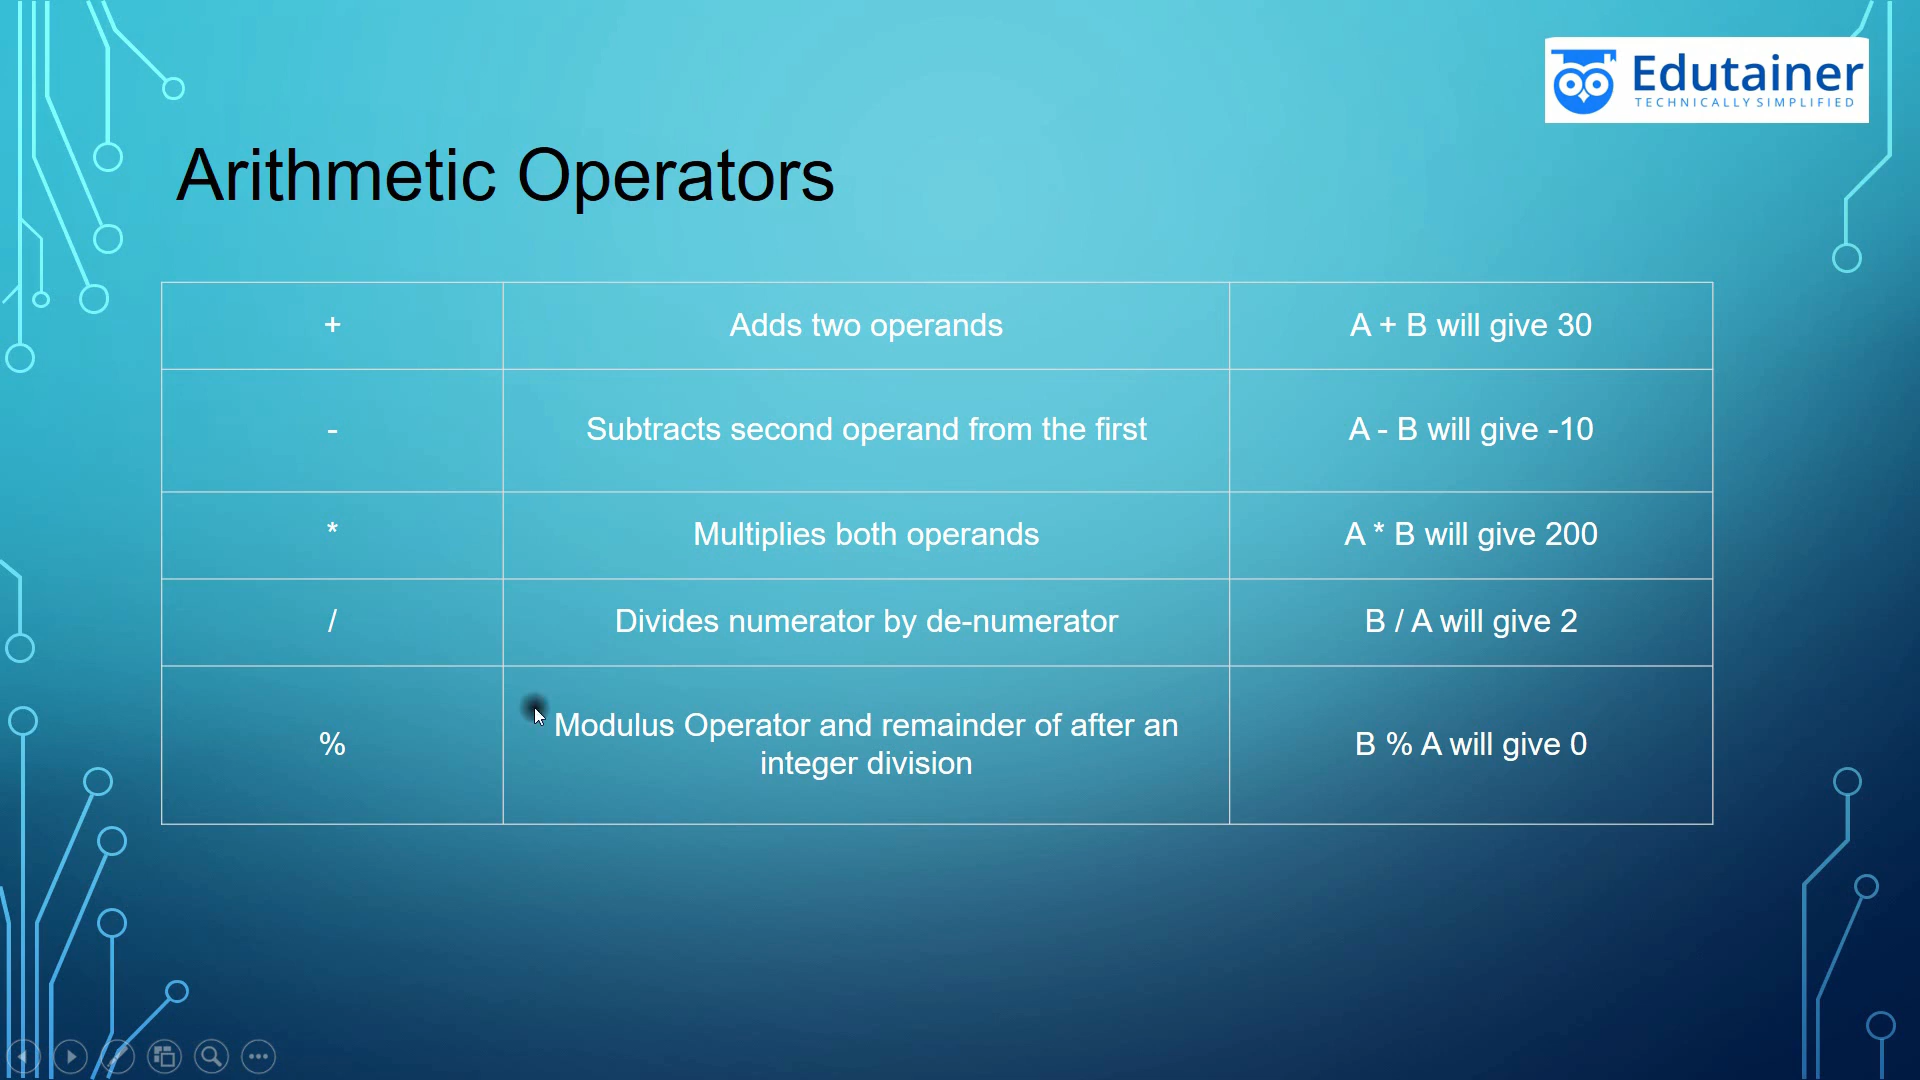 Edutainer
TECHNICALLY SIMPLIFIED
Arithmetic Operators
+ Adds two operands A + B will give 30
- Subtracts second operand from the first A - B will give -10
* Multiplies both operands A * B will give 200
/ Divides numerator by de-numerator B / A will give 2
% Modulus Operator and remainder of after an
integer division B % A will give 0